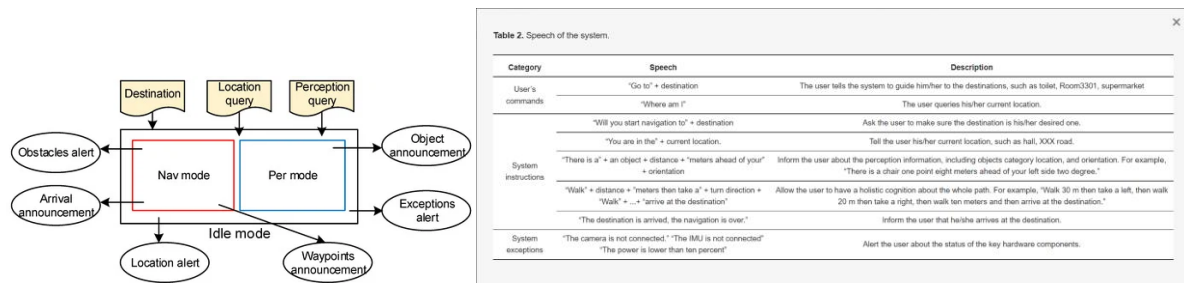 Destination
Location
query
Perception
query
Obstacles alert
Object
announcement
Nav mode
Per mode
Arrival
announcement
Exceptions
alert
Idle mode
Location alert
Waypoints
announcement
×
Table 2. Speech of the system.
Category Speech Description
User's
commands
"Go to" + destination The user tells the system to guide him/her to the destinations, such as toilet, Room3301, supermarket
"Where am I" The user queries his/her current location.
System
instructions
"Will you start navigation to" + destination Ask the user to make sure the destination is his/her desired one.
"You are in the" + current location. Tell the user his/her current location, such as hall, XXX road.
"There is a" + an object + distance + "meters ahead of your"
+ orientation
Inform the user about the perception information, including objects category location, and orientation. For example,
"There is a chair one point eight meters ahead of your left side two degree."
"Walk" + distance + "meters then take a" + turn direction +
"Walk" + ...+ "arrive at the destination"
Allow the user to have a holistic cognition about the whole path. For example, "Walk 30 m then take a left, then walk
20 m then take a right, then walk ten meters and then arrive at the destination."
"The destination is arrived, the navigation is over." Inform the user that he/she arrives at the destination.
System
exceptions
"The camera is not connected." "The IMU is not connected"
"The power is lower than ten percent"
Alert the user about the status of the key hardware components.